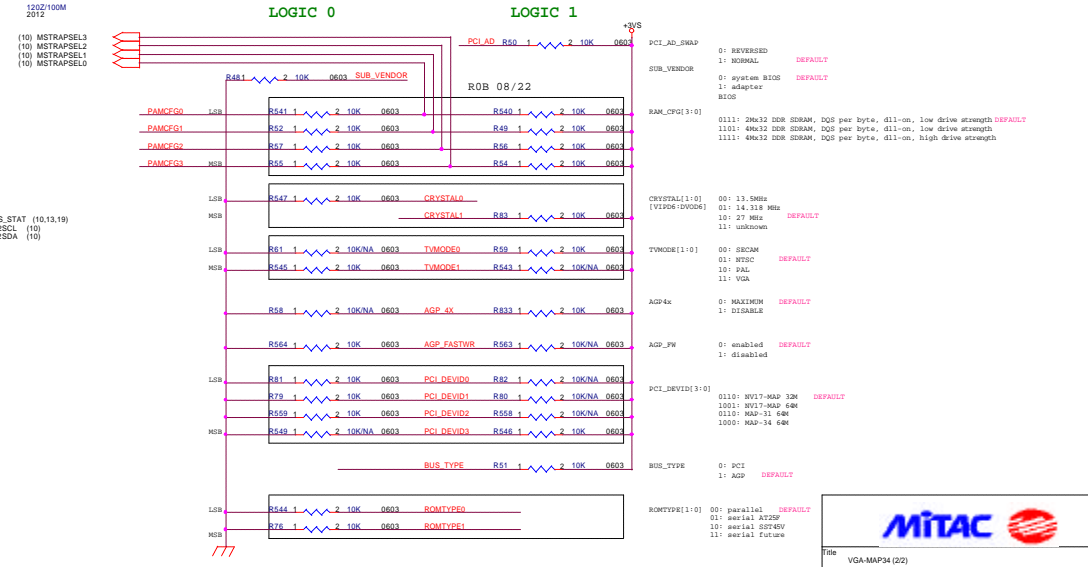 120Z/100M
2012
LOGIC 0 LOGIC 1
+3VS
(10) MSTRAPSEL3
(10) MSTRAPSEL2
(10) MSTRAPSEL1
(10) MSTRAPSEL0
PCI_AD R50 1 2 10K 0603
PCI_AD_SWAP
0: REVERSED
1: NORMAL DEFAULT
R481 1 2 10K 0603 SUB_VENDOR
SUB_VENDOR
0: system BIOS DEFAULT
1: adapter
BIOS
R0B 08/22
PAMCFG0 LSB R541 1 2 10K 0603 R540 1 2 10K 0603
PAMCFG1 R52 1 2 10K 0603 R49 1 2 10K 0603
PAMCFG2 R57 1 2 10K 0603 R56 1 2 10K 0603
PAMCFG3 MSB R55 1 2 10K 0603 R54 1 2 10K 0603
RAM_CFG[3:0]
0111: 2Mx32 DDR SDRAM, DQS per byte, dll-on, low drive strength DEFAULT
1101: 4Mx32 DDR SDRAM, DQS per byte, dll-on, low drive strength
1111: 4Mx32 DDR SDRAM, DQS per byte, dll-on, high drive strength
S_STAT (10,13,19)
2SCL (10)
2SDA (10)
LSB R547 1 2 10K 0603 CRYSTAL0
MSB CRYSTAL1 R83 1 2 10K 0603
CRYSTAL[1:0] 00: 13.5MHz
[VIPD6:DVOD6] 01: 14.318 MHz
10: 27 MHz DEFAULT
11: unknown
LSB R61 1 2 10K/NA 0603 TVMODE0 R59 1 2 10K 0603
MSB R545 1 2 10K 0603 TVMODE1 R543 1 2 10K/NA 0603
TVMODE[1:0] 00: SECAM
01: NTSC DEFAULT
10: PAL
11: VGA
R58 1 2 10K/NA 0603 AGP_4X R833 1 2 10K 0603
AGP4x 0: MAXIMUM DEFAULT
1: DISABLE
R564 1 2 10K 0603 AGP_FASTWR R563 1 2 10K/NA 0603
AGP_FW 0: enabled DEFAULT
1: disabled
LSB R81 1 2 10K 0603 PCI_DEVID0 R82 1 2 10K/NA 0603
R79 1 2 10K 0603 PCI_DEVID1 R80 1 2 10K/NA 0603
R559 1 2 10K 0603 PCI_DEVID2 R558 1 2 10K/NA 0603
MSB R549 1 2 10K/NA 0603 PCI_DEVID3 R546 1 2 10K 0603
PCI_DEVID[3:0]
0110: NV17-MAP 32M DEFAULT
1001: NV17-MAP 64M
0110: MAP-31 64M
1000: MAP-34 64M
BUS_TYPE R51 1 2 10K 0603
BUS_TYPE 0: PCI
1: AGP DEFAULT
LSB R544 1 2 10K 0603 ROMTYPE0
MSB R76 1 2 10K 0603 ROMTYPE1
ROMTYPE[1:0] 00: parallel DEFAULT
01: serial AT25F
10: serial SST45V
11: serial future
MiTAC
Title
VGA-MAP34 (2/2)